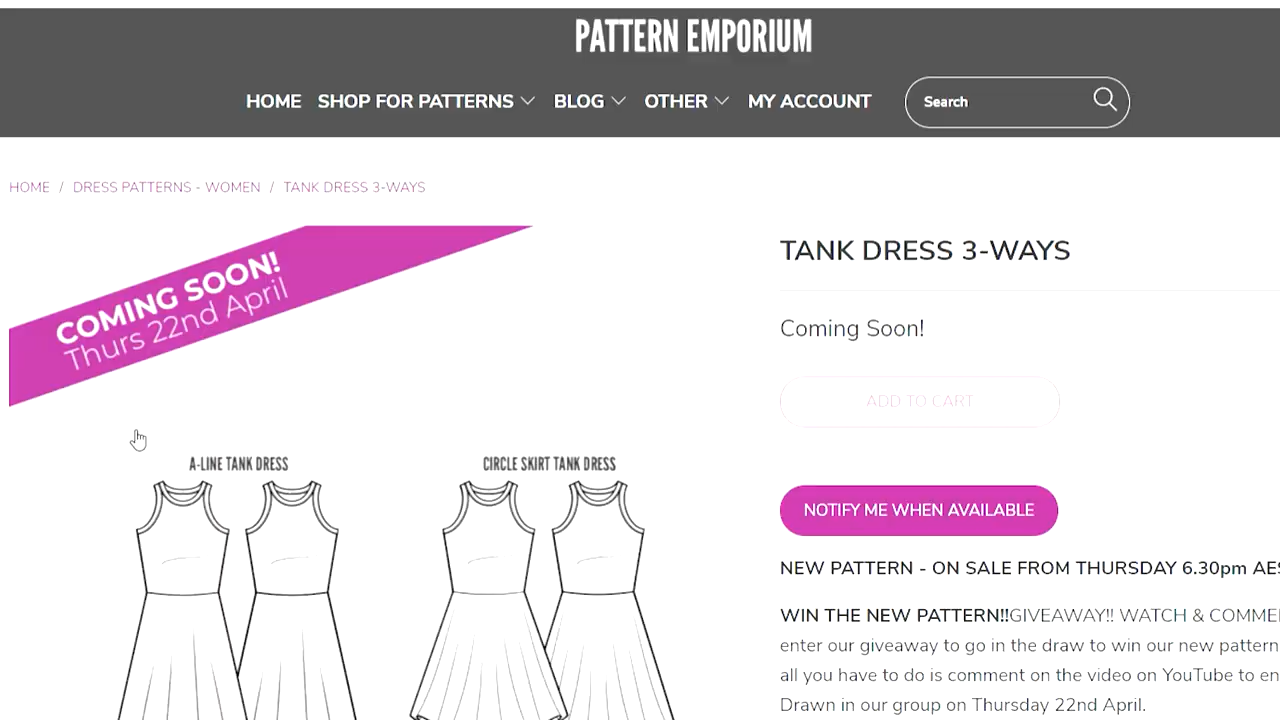 PATTERN EMPORIUM
HOME SHOP FOR PATTERNS BLOG OTHER MY ACCOUNT Search
HOME / DRESS PATTERNS - WOMEN / TANK DRESS 3-WAYS
COMING SOON!
Thurs 22nd April
A-LINE TANK DRESS
CIRCLE SKIRT TANK DRESS
TANK DRESS 3-WAYS
Coming Soon!
ADD TO CART
NOTIFY ME WHEN AVAILABLE
NEW PATTERN - ON SALE FROM THURSDAY 6.30pm
WIN THE NEW PATTERN!!GIVEAWAY!! WATCH &
enter our giveaway to go in the draw to win our new pattern
all you have to do is comment on the video on YouTube to
Drawn in our group on Thursday 22nd April.